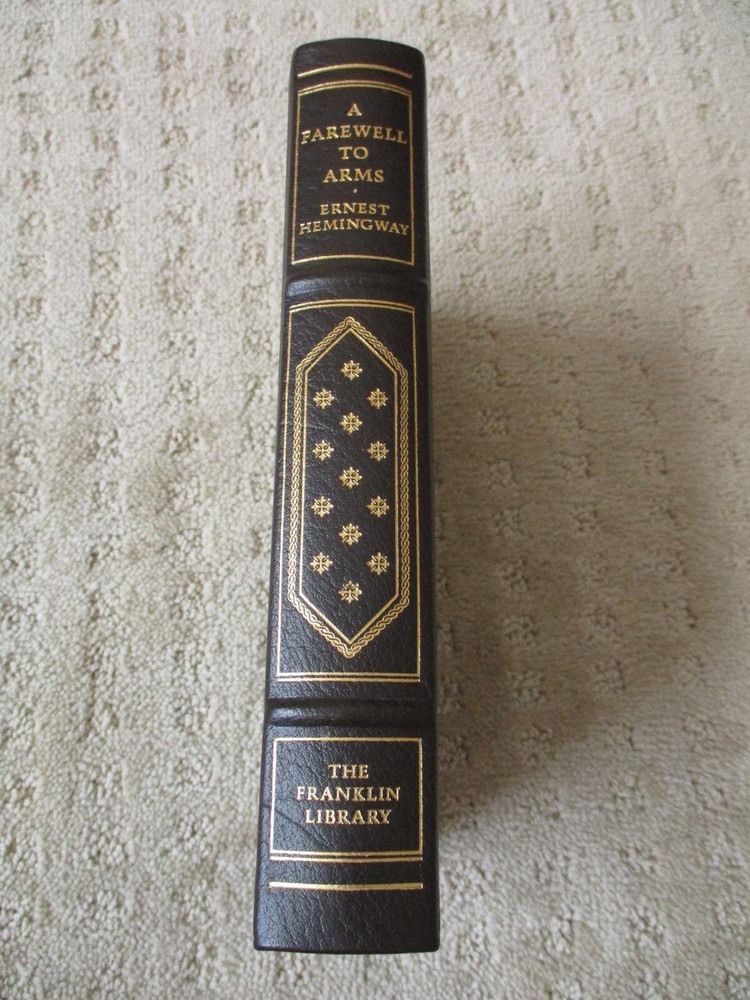 A
FAREWELL
TO
ARMS
ERNEST
HEMINGWAY
THE
FRANKLIN
LIBRARY